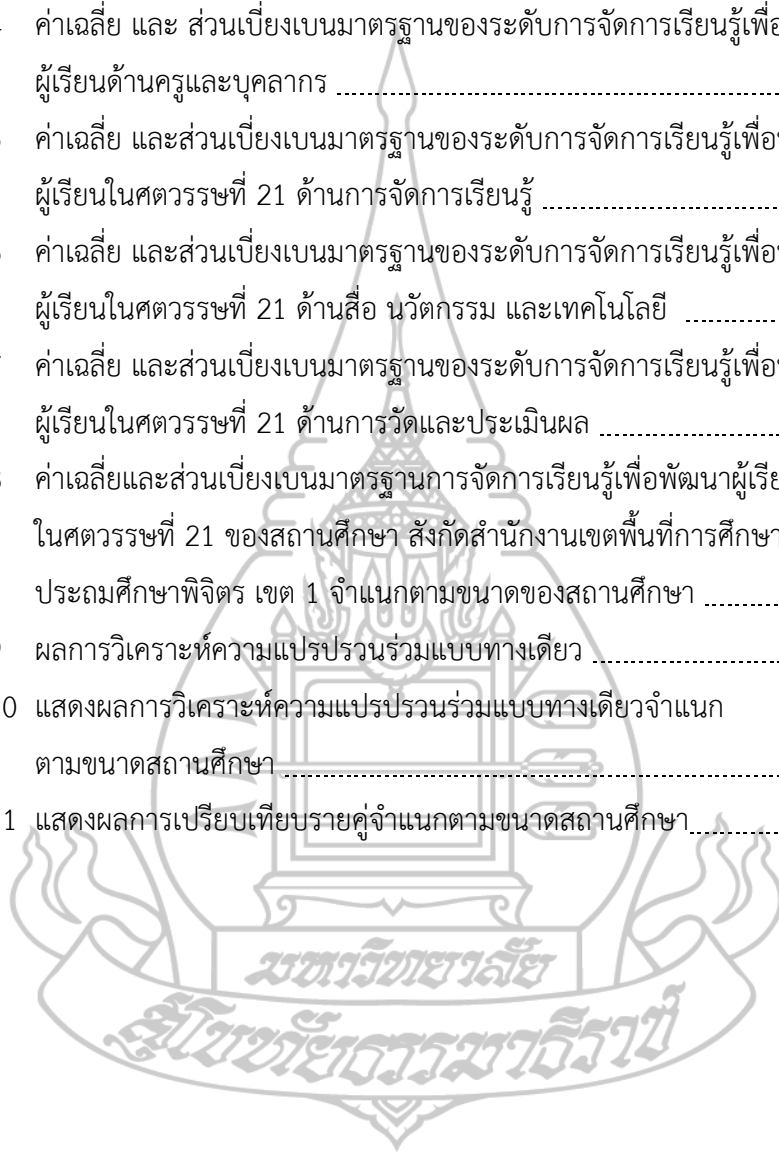 ค่าเฉลี่ย และ ส่วนเบี่ยงเบนมาตรฐานของระดับการจัดการเรียนรู้เพื่อ
ผู้เรียนด้านครูและบุคลากร
ค่าเฉลี่ย และส่วนเบี่ยงเบนมาตรฐานของระดับการจัดการเรียนรู้เพื่อ
ผู้เรียนในศตวรรษที่ 21 ด้านการจัดการเรียนรู้
ค่าเฉลี่ย และส่วนเบี่ยงเบนมาตรฐานของระดับการจัดการเรียนรู้เพื่อ
ผู้เรียนในศตวรรษที่ 21 ด้านสื่อ นวัตกรรม และเทคโนโลยี
ค่าเฉลี่ย และส่วนเบี่ยงเบนมาตรฐานของระดับการจัดการเรียนรู้เพื่อ
ผู้เรียนในศตวรรษที่ 21 ด้านการวัดและประเมินผล
ค่าเฉลี่ยและส่วนเบี่ยงเบนมาตรฐานการจัดการเรียนรู้เพื่อพัฒนาผู้เรีย
ในศตวรรษที่ 21 ของสถานศึกษา สังกัดสำนักงานเขตพื้นที่การศึกษา
ประถมศึกษาพิจิตร เขต 1 จำแนกตามขนาดของสถานศึกษา
ผลการวิเคราะห์ความแปรปรวนร่วมแบบทางเดียว
0 แสดงผลการวิเคราะห์ความแปรปรวนร่วมแบบทางเดียวจำแนก
ตามขนาดสถานศึกษา
1 แสดงผลการเปรียบเทียบรายคู่จำแนกตามขนาดสถานศึกษา
มหาวิทยาลัย
สุโขทัยธรรมาธิราช